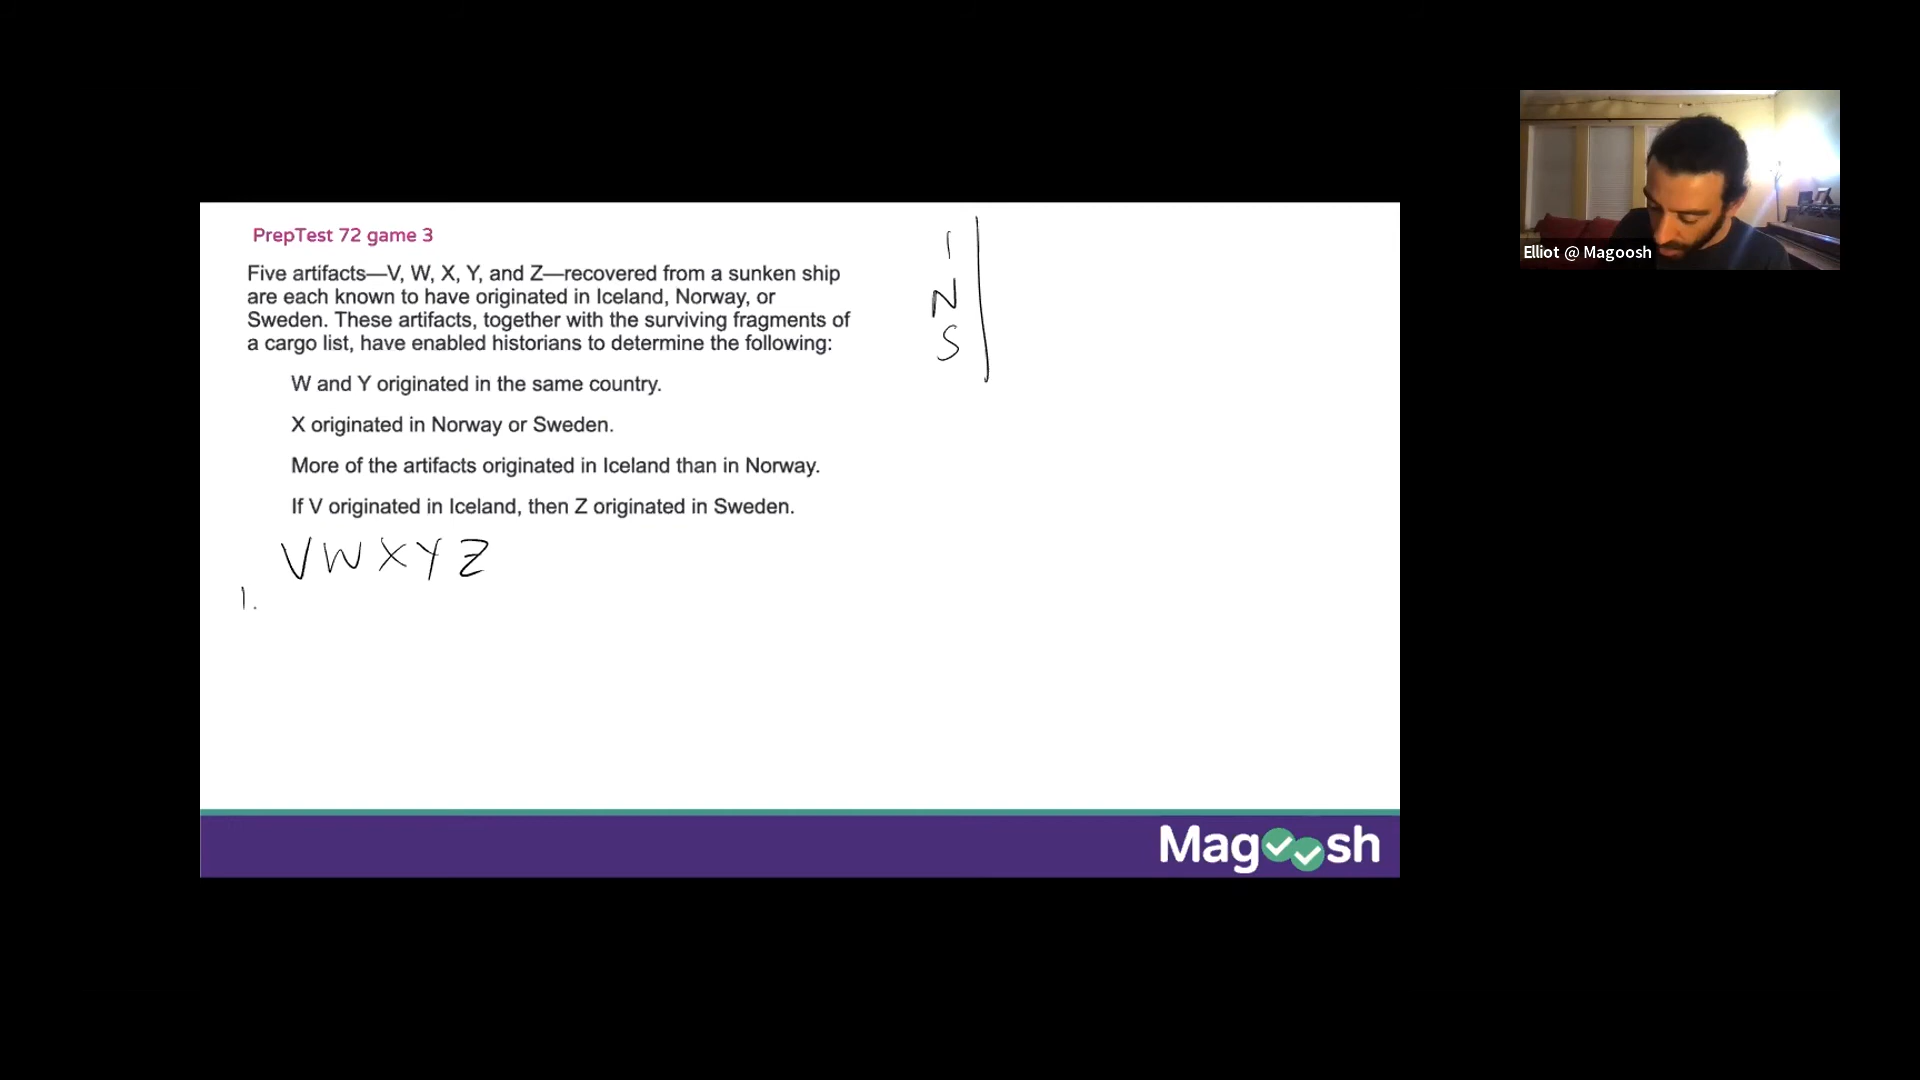 PrepTest 72 game 3
Five artifacts—V, W, X, Y, and Z—recovered from a sunken ship
are each known to have originated in Iceland, Norway, or
Sweden. These artifacts, together with the surviving fragments of
a cargo list, have enabled historians to determine the following:
W and Y originated in the same country.
X originated in Norway or Sweden.
More of the artifacts originated in Iceland than in Norway.
If V originated in Iceland, then Z originated in Sweden.
V W X Y Z
1.
I
N
S
Elliot @ Magoosh
Magoosh